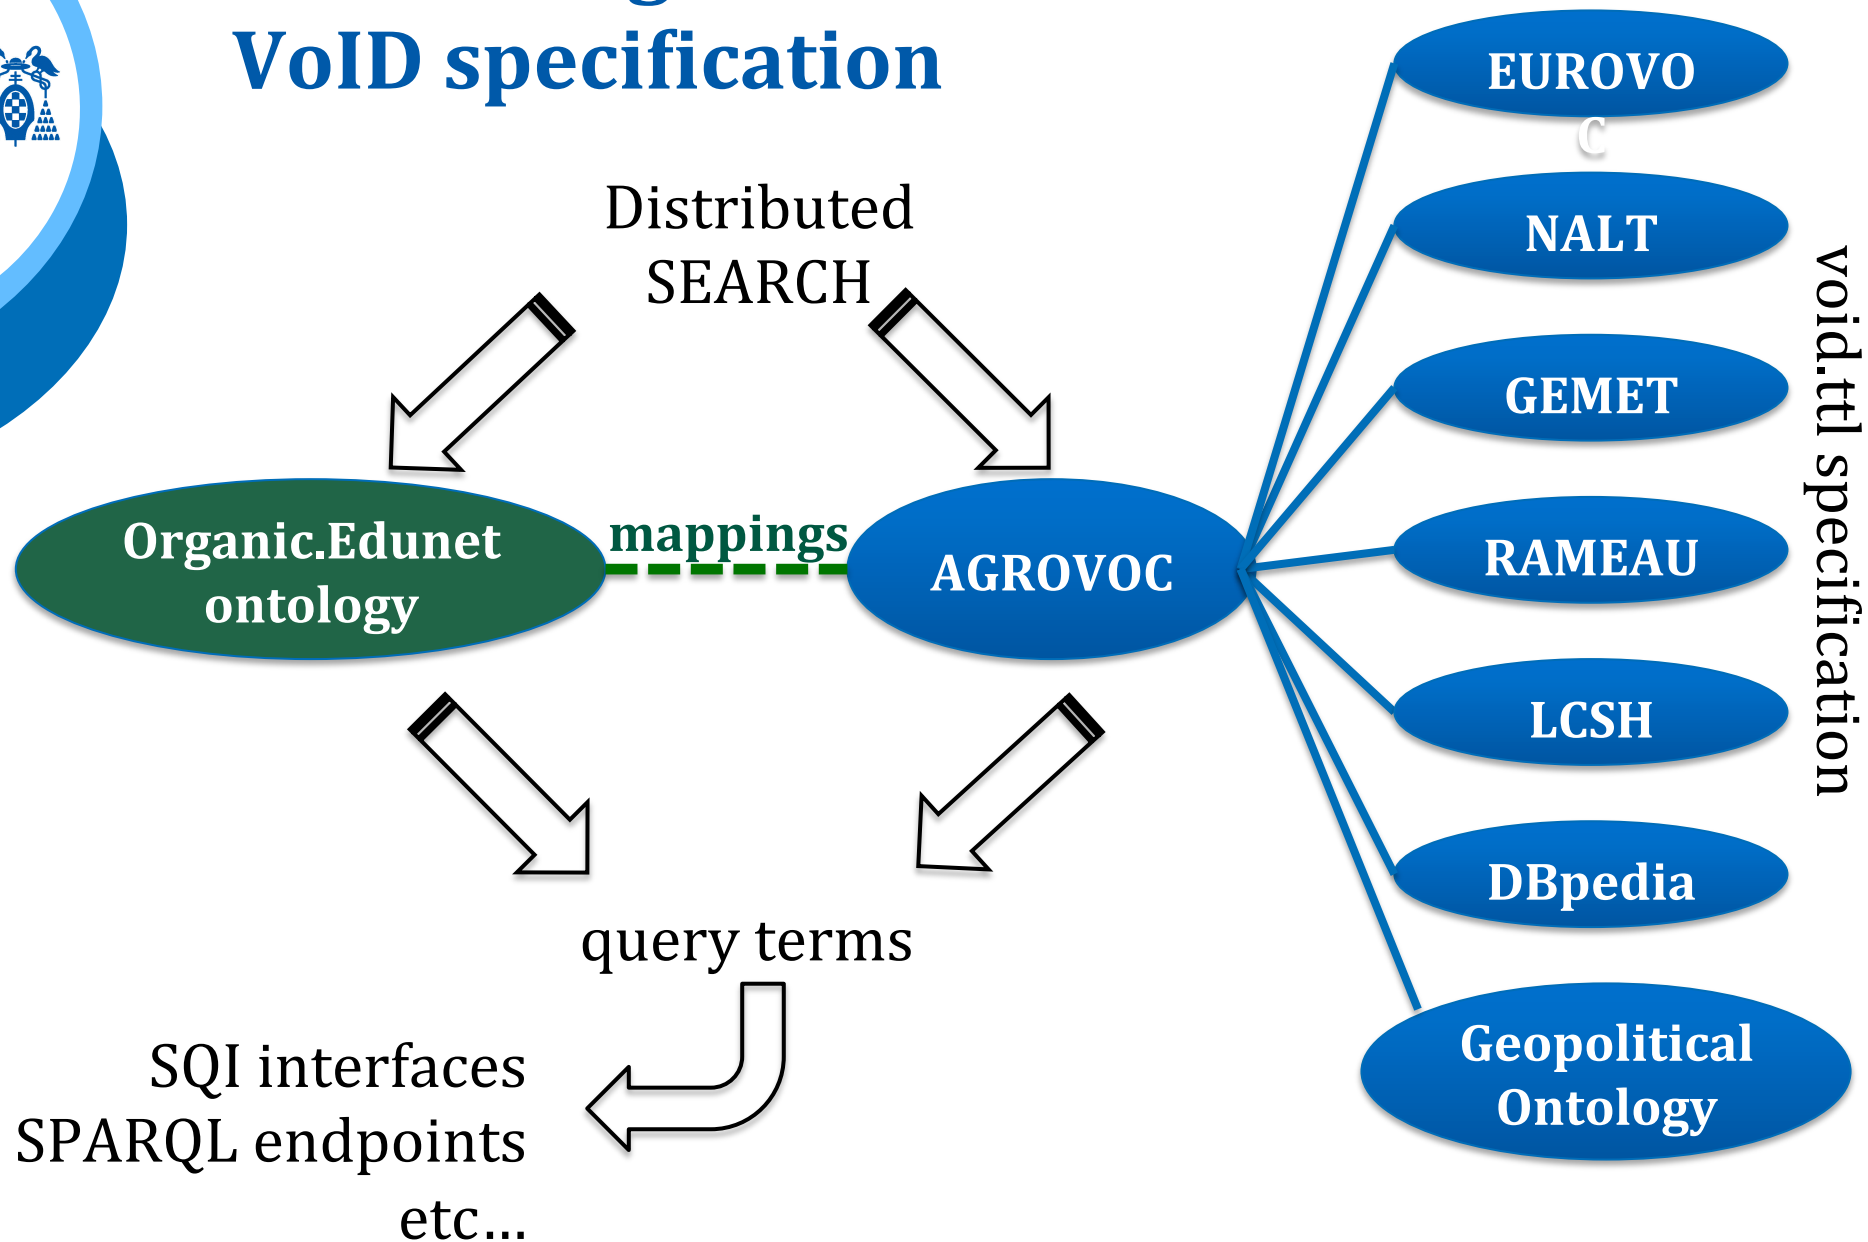 VoID specification
Distributed
SEARCH
Organic.Edunet
ontology
mappings
AGROVOC
EUROVO
C
NALT
GEMET
RAMEAU
LCSH
DBpedia
Geopolitical
Ontology
void.ttl specification
query terms
SQI interfaces
SPARQL endpoints
etc…